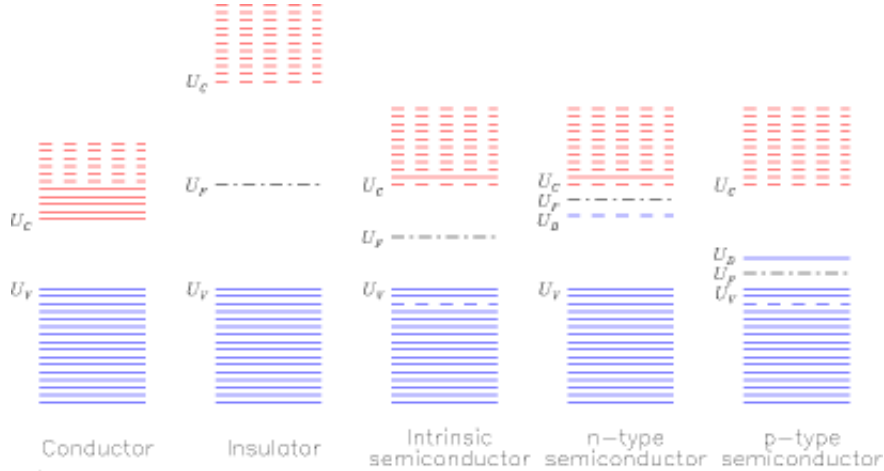 U_C
U_V
Conductor
U_C
U_F
U_V
Insulator
U_C
U_F
U_V
Intrinsic
semiconductor
U_C
U_F
U_D
U_V
n-type
semiconductor
U_C
U_D
U_F
U_V
p-type
semiconductor